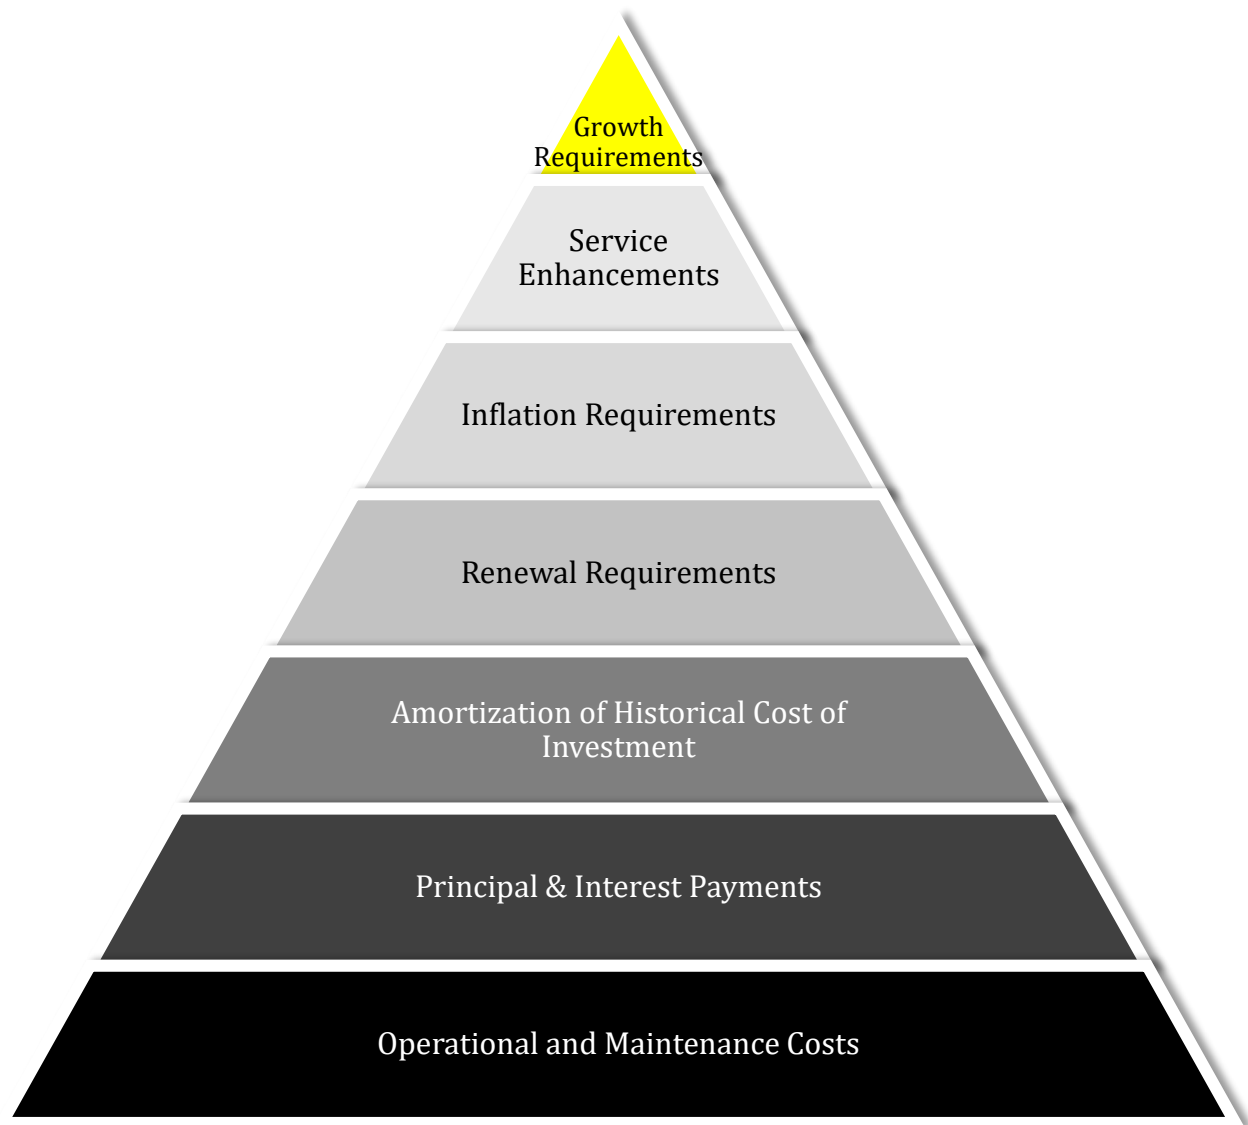 Growth
Requirements
Service
Enhancements
Inflation Requirements
Renewal Requirements
Amortization of Historical Cost of
Investment
Principal & Interest Payments
Operational and Maintenance Costs